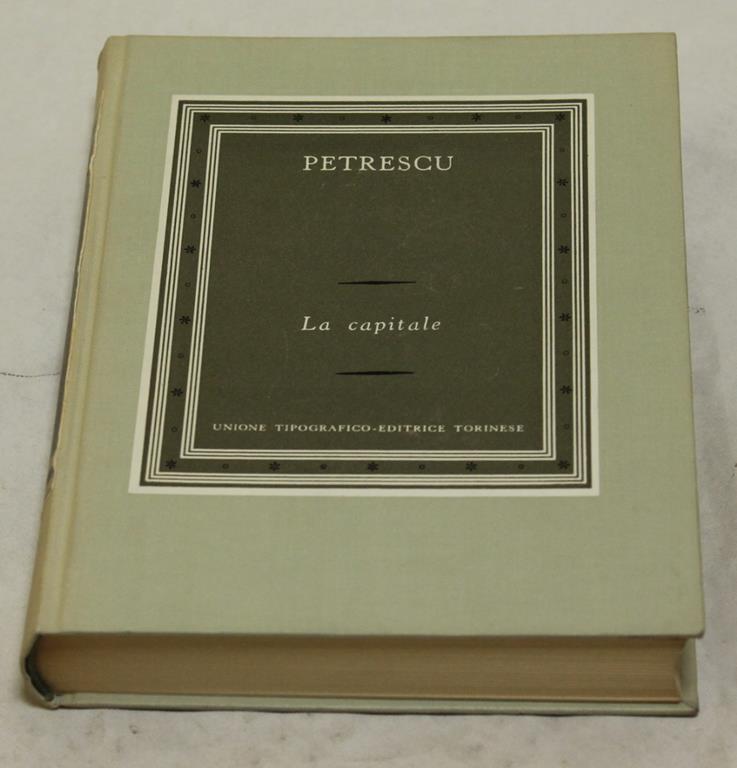 PETRESCU
La capitale
UNIONE TIPOGRAFICO-EDITRICE TORINESE